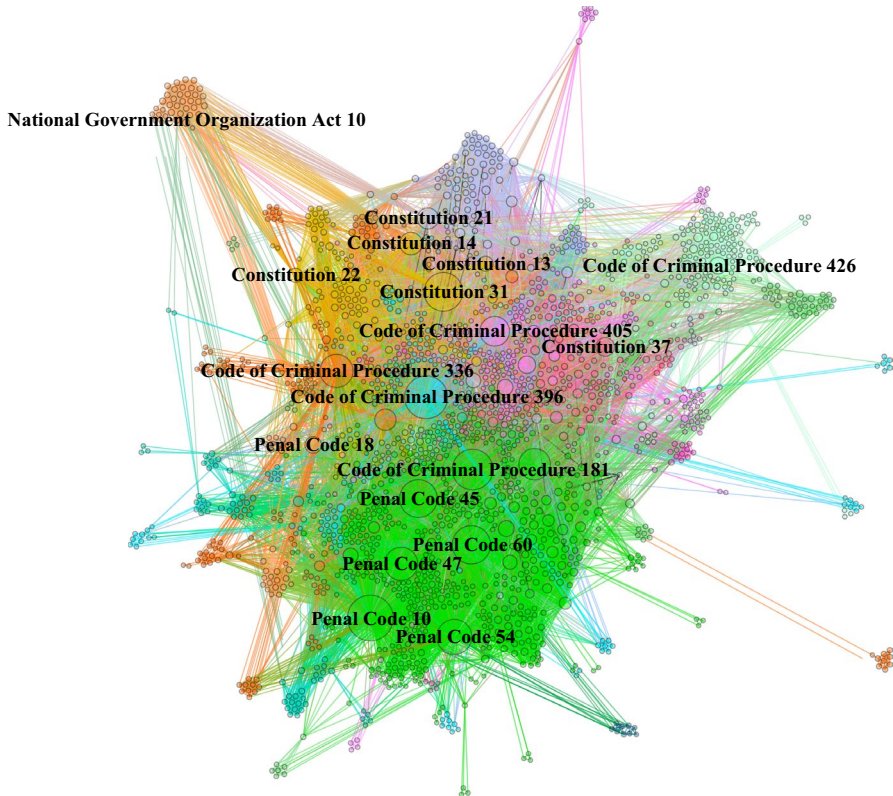 National Government Organization Act 10
Constitution 21
Constitution 14
Constitution 13
Constitution 22
Code of Criminal Procedure 426
Constitution 31
Code of Criminal Procedure 405
Constitution 37
Code of Criminal Procedure 336
Code of Criminal Procedure 396
Penal Code 18
Code of Criminal Procedure 181
Penal Code 45
Penal Code 60
Penal Code 47
Penal Code 10
Penal Code 54